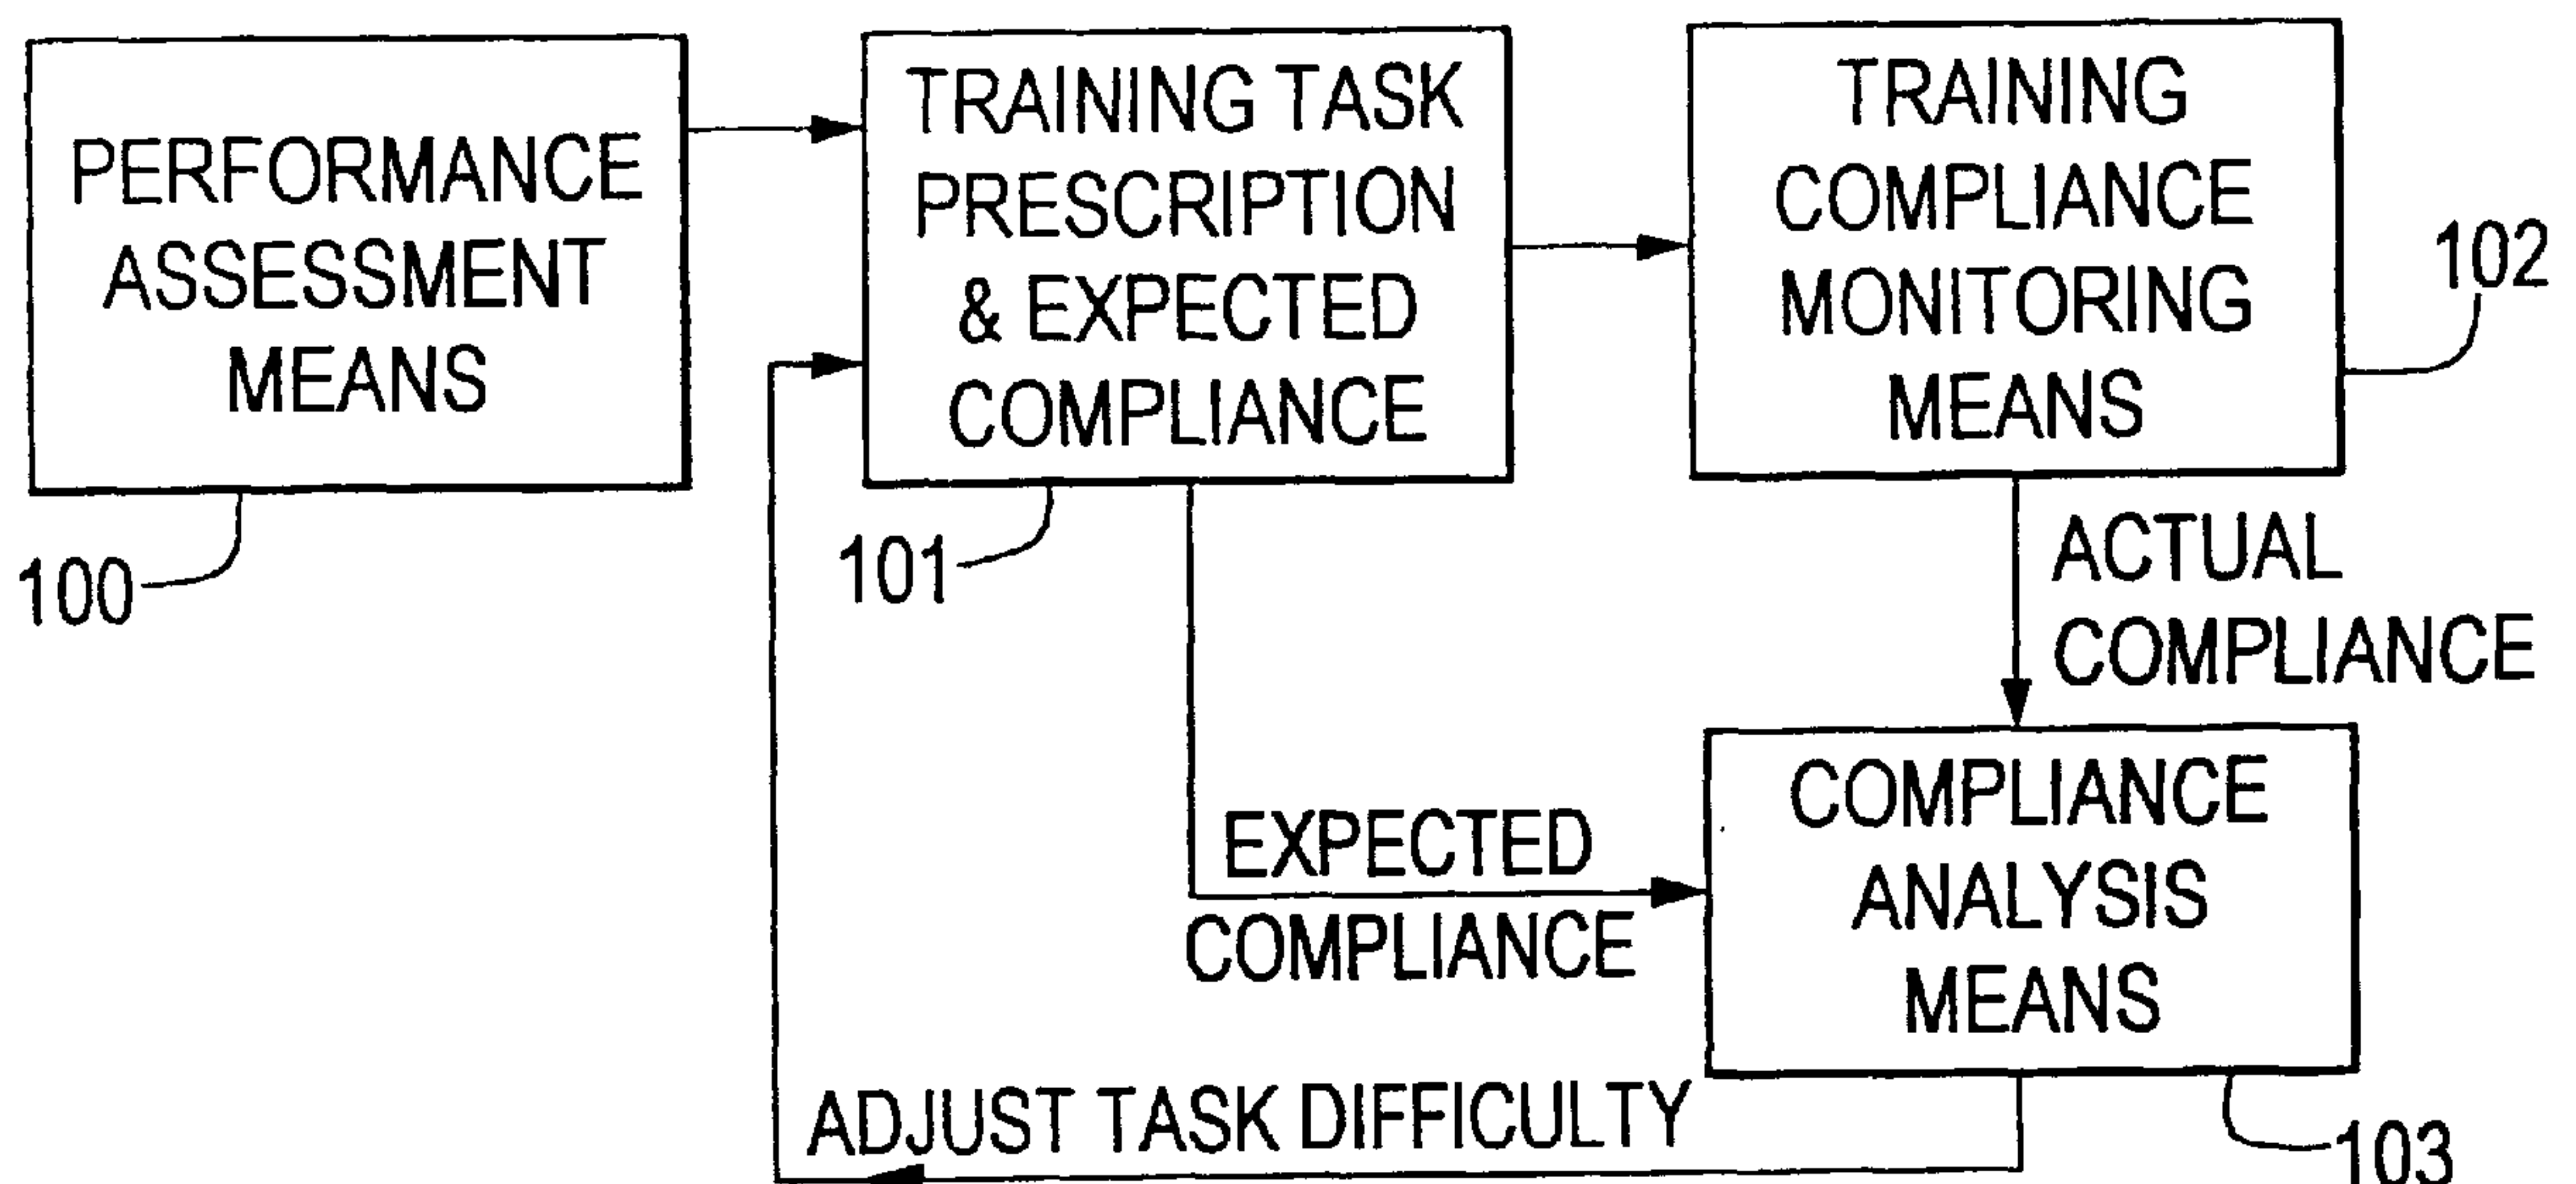 PERFORMANCE
ASSESSMENT
MEANS
100
TRAINING TASK
PRESCRIPTION
& EXPECTED
COMPLIANCE
101
TRAINING
COMPLIANCE
MONITORING
MEANS
102
ACTUAL
COMPLIANCE
EXPECTED
COMPLIANCE
COMPLIANCE
ANALYSIS
MEANS
103
ADJUST TASK DIFFICULTY